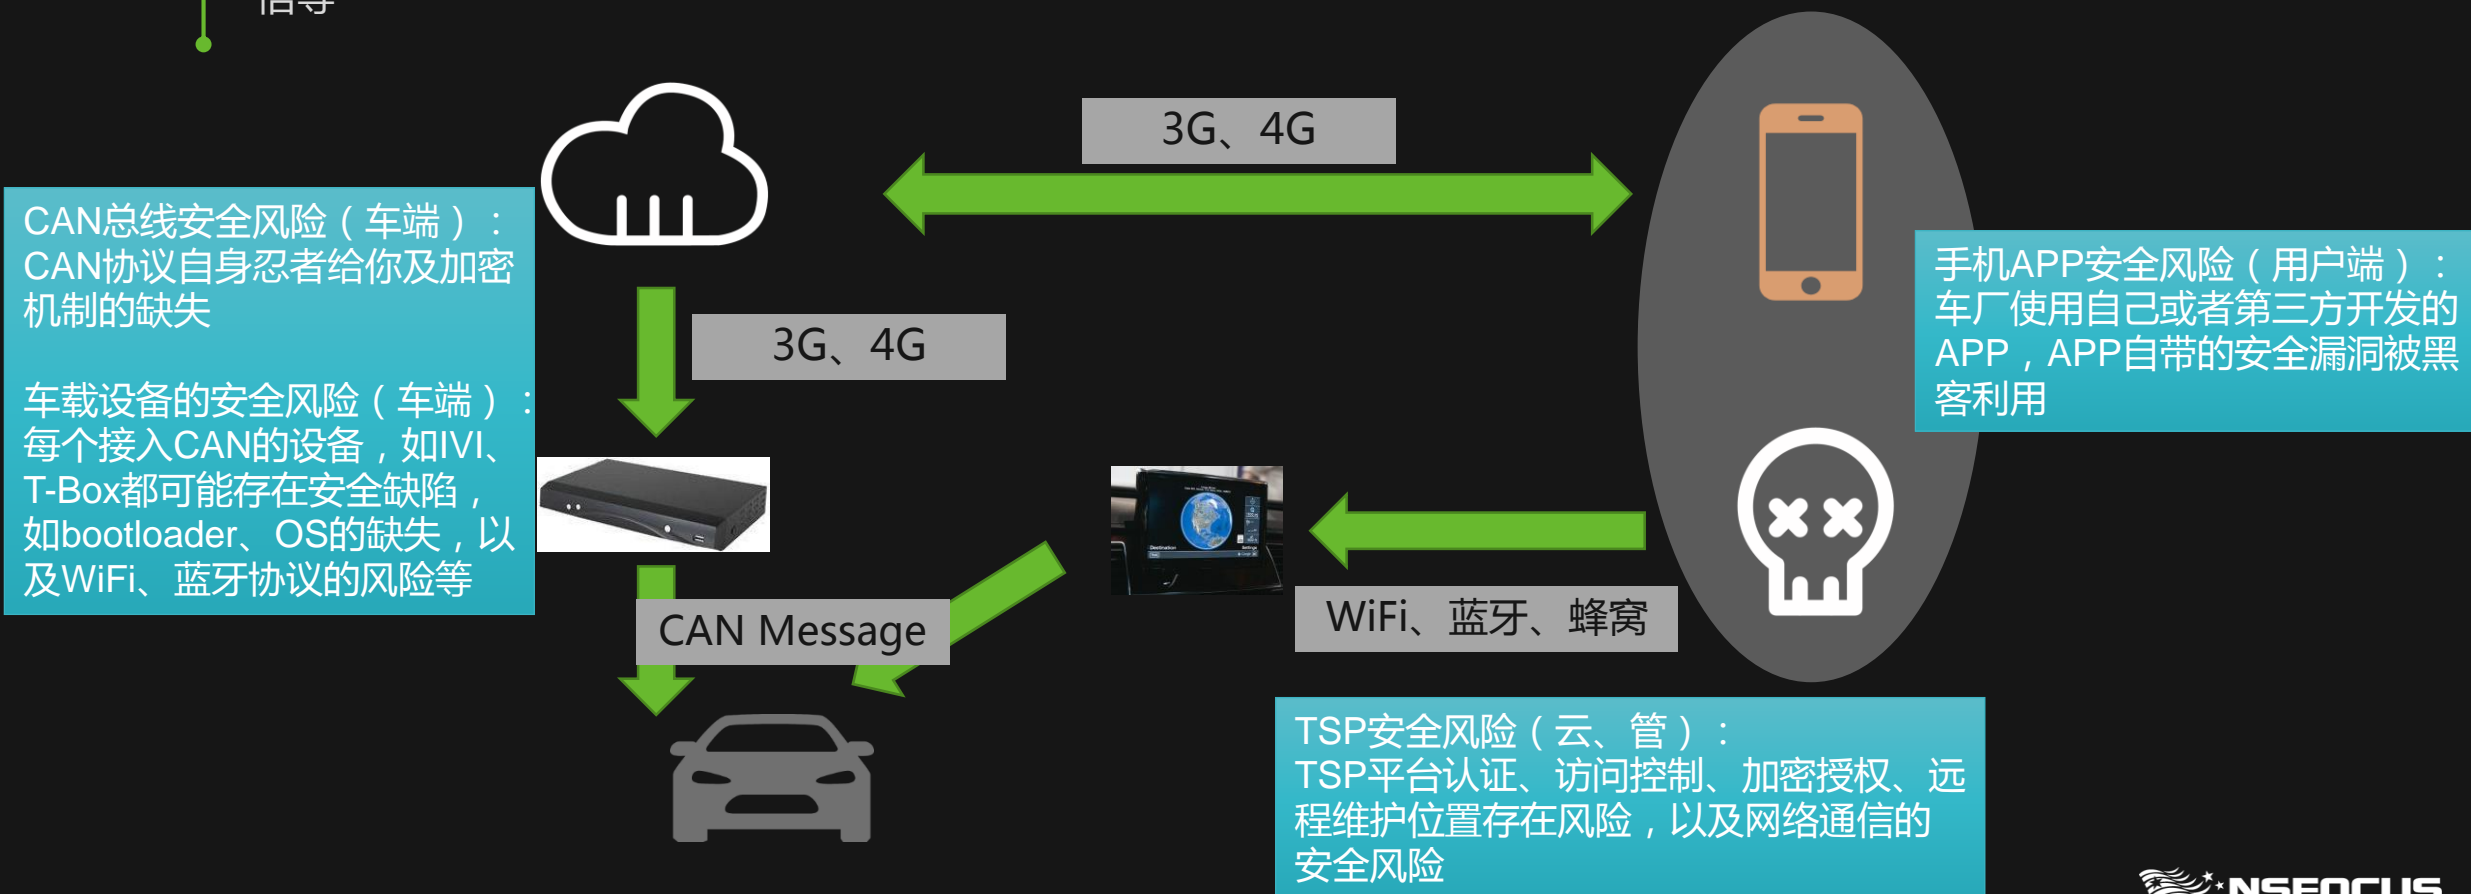 信等
3G、4G
CAN总线安全风险（车端）：
CAN协议自身忍者给你及加密
机制的缺失
车载设备的安全风险（车端）：
每个接入CAN的设备，如IVI、
T-Box都可能存在安全缺陷，
如bootloader、OS的缺失，以
及WiFi、蓝牙协议的风险等
3G、4G
手机APP安全风险（用户端）：
车厂使用自己或者第三方开发的
APP，APP自带的安全漏洞被黑
客利用
Destination
Settings
WiFi、蓝牙、蜂窝
CAN Message
TSP安全风险（云、管）：
TSP平台认证、访问控制、加密授权、远
程维护位置存在风险，以及网络通信的
安全风险
NSFOCUS